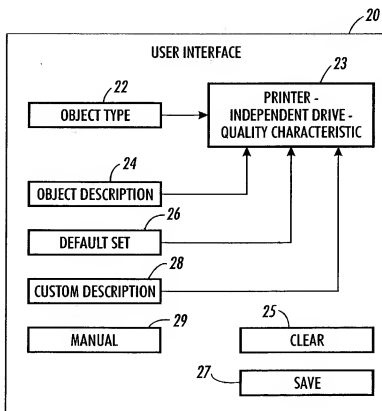 20
USER INTERFACE
22
23
OBJECT TYPE
PRINTER -
INDEPENDENT DRIVE -
QUALITY CHARACTERISTIC
24
OBJECT DESCRIPTION
26
DEFAULT SET
28
CUSTOM DESCRIPTION
29
MANUAL
25
CLEAR
27
SAVE